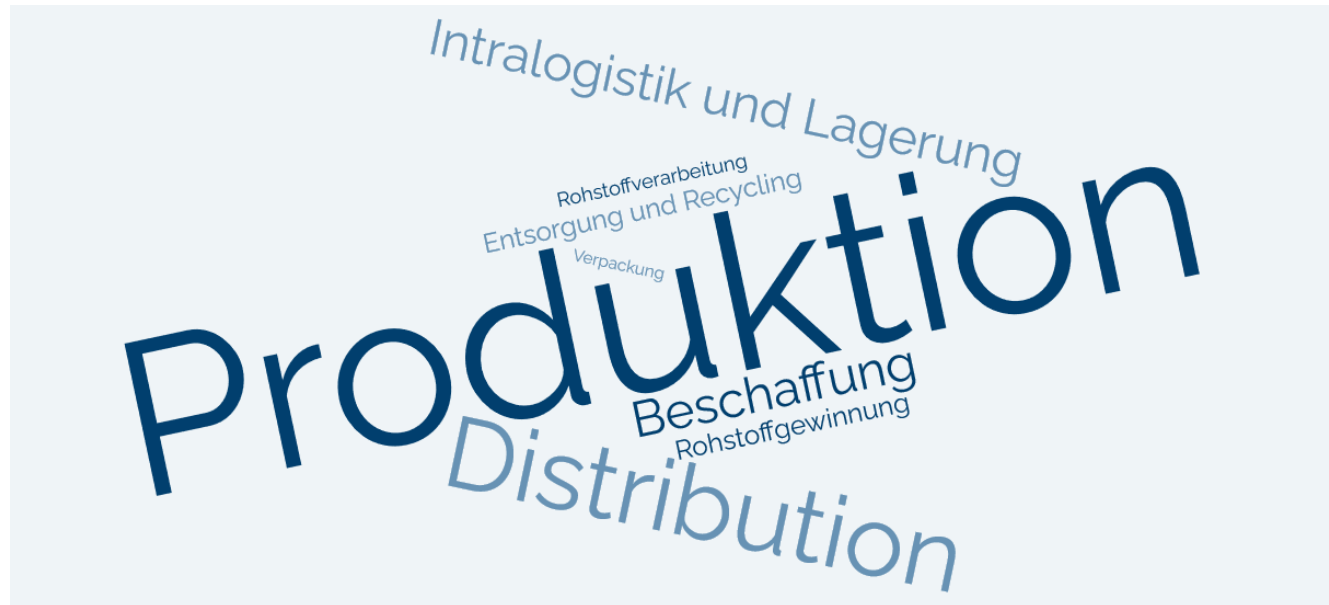 Intralogistik und Lagerung
Rohstoffverarbeitung
Entsorgung und Recycling
Verpackung
Produktion
Beschaffung
Rohstoffgewinnung
Distribution